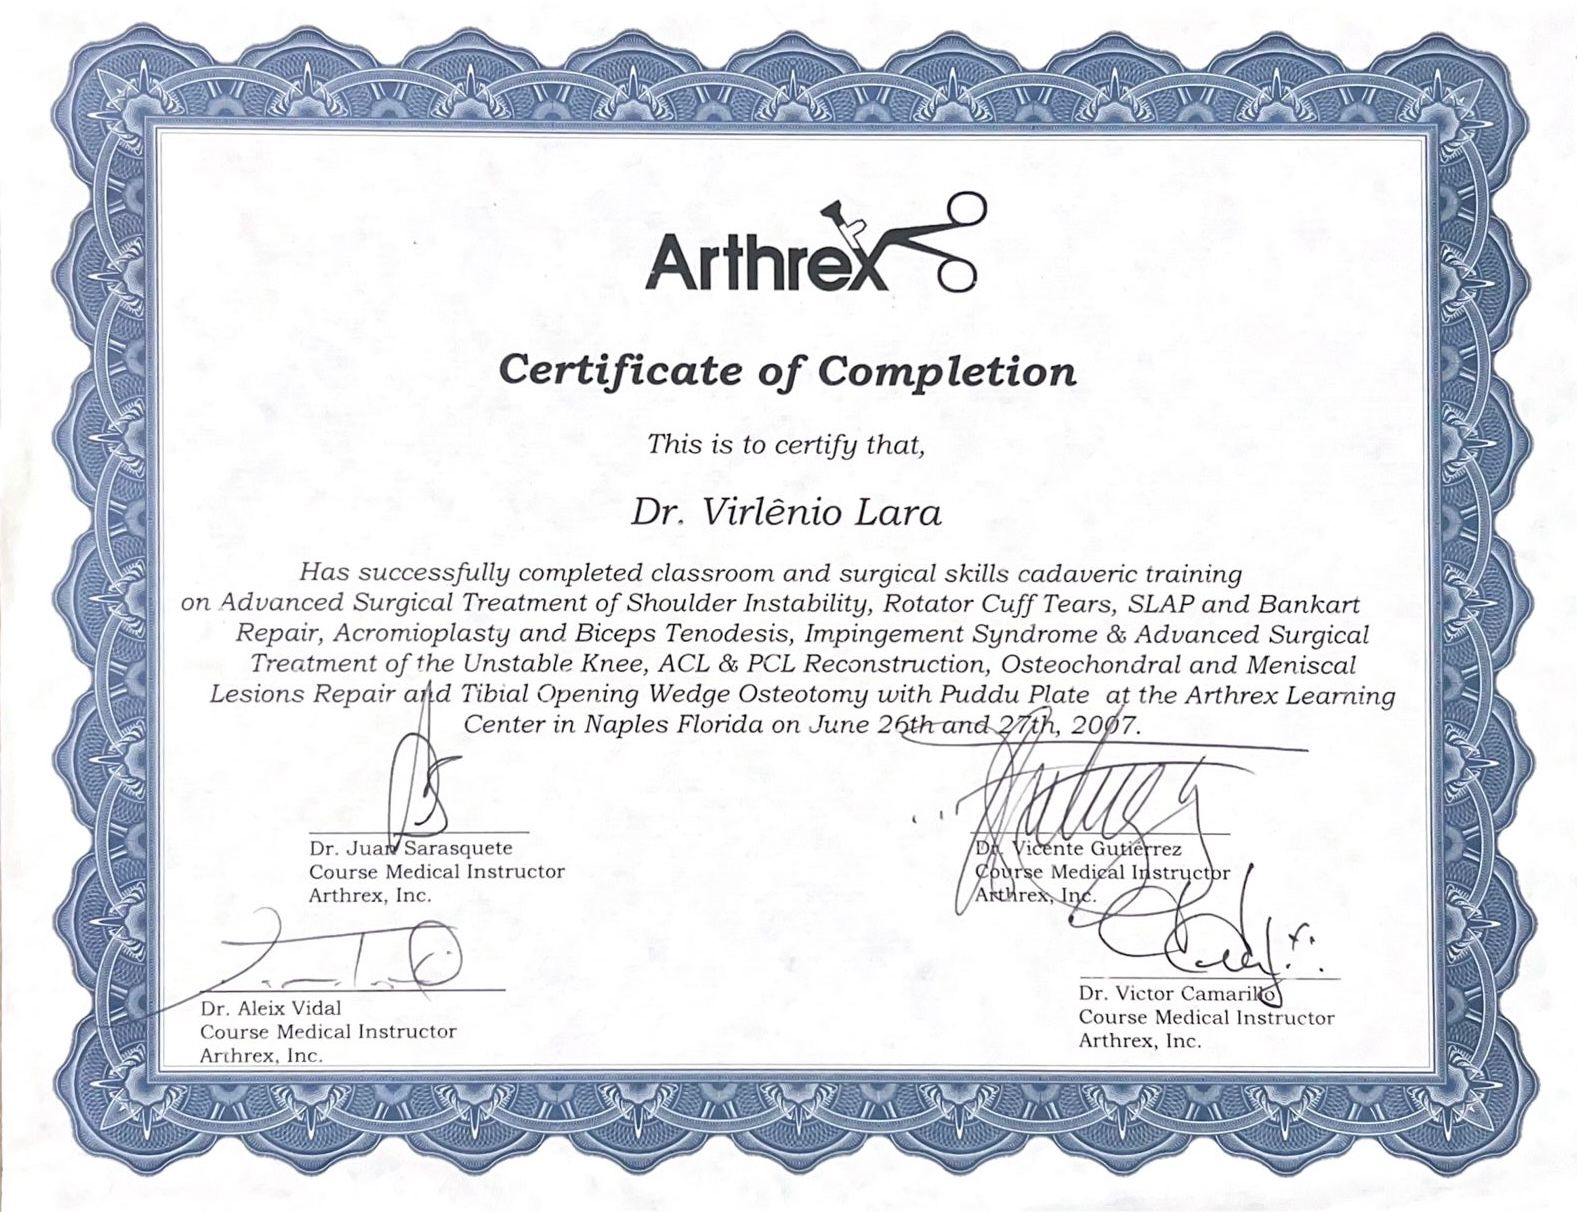 Arthrex
Certificate of Completion
This is to certify that,
Dr. Virlênio Lara
Has successfully completed classroom and surgical skills cadaveric training
on Advanced Surgical Treatment of Shoulder Instability, Rotator Cuff Tears, SLAP and Bankart
Repair, Acromioplasty and Biceps Tenodesis, Impingement Syndrome & Advanced Surgical
Treatment of the Unstable Knee, ACL & PCL Reconstruction, Osteochondral and Meniscal
Lesions Repair and Tibial Opening Wedge Osteotomy with Puddu Plate at the Arthrex Learning
Center in Naples Florida on June 26th and 27th, 2007.
Dr. Juan Sarasquete
Course Medical Instructor
Arthrex, Inc.
Dr. Vicente Gutierrez
Course Medical Instructor
Arthrex, Inc.
Dr. Aleix Vidal
Course Medical Instructor
Arthrex, Inc.
Dr. Victor Camarillo
Course Medical Instructor
Arthrex, Inc.